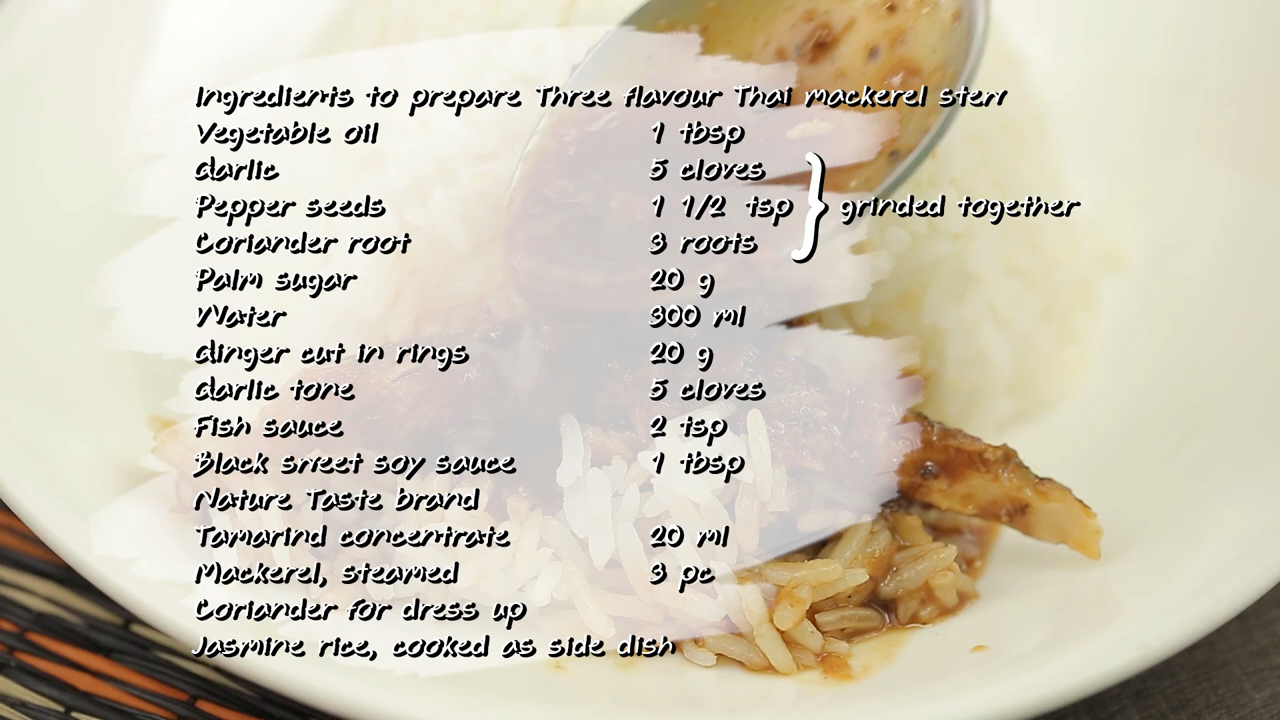 Ingredients to prepare Three flavour Thai mackerel stew
Vegetable oil 1 tbsp
Garlic 5 cloves
Pepper seeds 1 1/2 tsp } grinded together
Coriander root 3 roots
Palm sugar 20 g
Water 300 ml
Ginger cut in rings 20 g
Garlic tone 5 cloves
Fish sauce 2 tsp
Black sweet soy sauce 1 tbsp
Nature Taste brand
Tamarind concentrate 20 ml
Mackerel, steamed 3 pc
Coriander for dress up
Jasmine rice, cooked as side dish